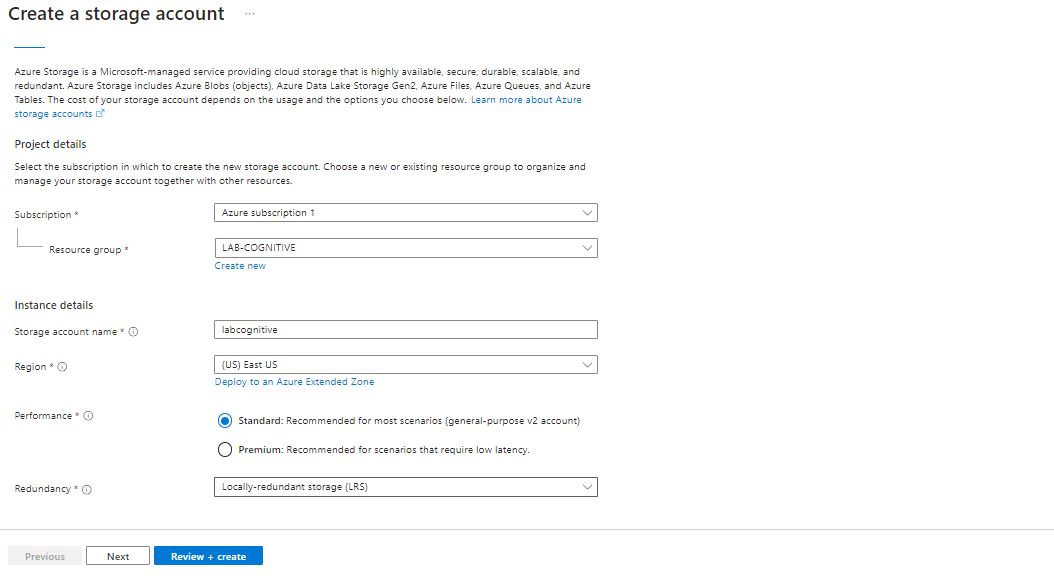 Create a storage account ...
Azure Storage is a Microsoft-managed service providing cloud storage that is highly available, secure, durable, scalable, and
redundant. Azure Storage includes Azure Blobs (objects), Azure Data Lake Storage Gen2, Azure Files, Azure Queues, and Azure
Tables. The cost of your storage account depends on the usage and the options you choose below. Learn more about Azure
storage accounts
Project details
Select the subscription in which to create the new storage account. Choose a new or existing resource group to organize and
manage your storage account together with other resources.
Subscription * Azure subscription 1
Resource group * LAB-COGNITIVE
Create new
Instance details
Storage account name * labcognitive
Region * (US) East US
Deploy to an Azure Extended Zone
Performance * Standard: Recommended for most scenarios (general-purpose v2 account)
Premium: Recommended for scenarios that require low latency.
Redundancy * Locally-redundant storage (LRS)
Previous Next Review + create